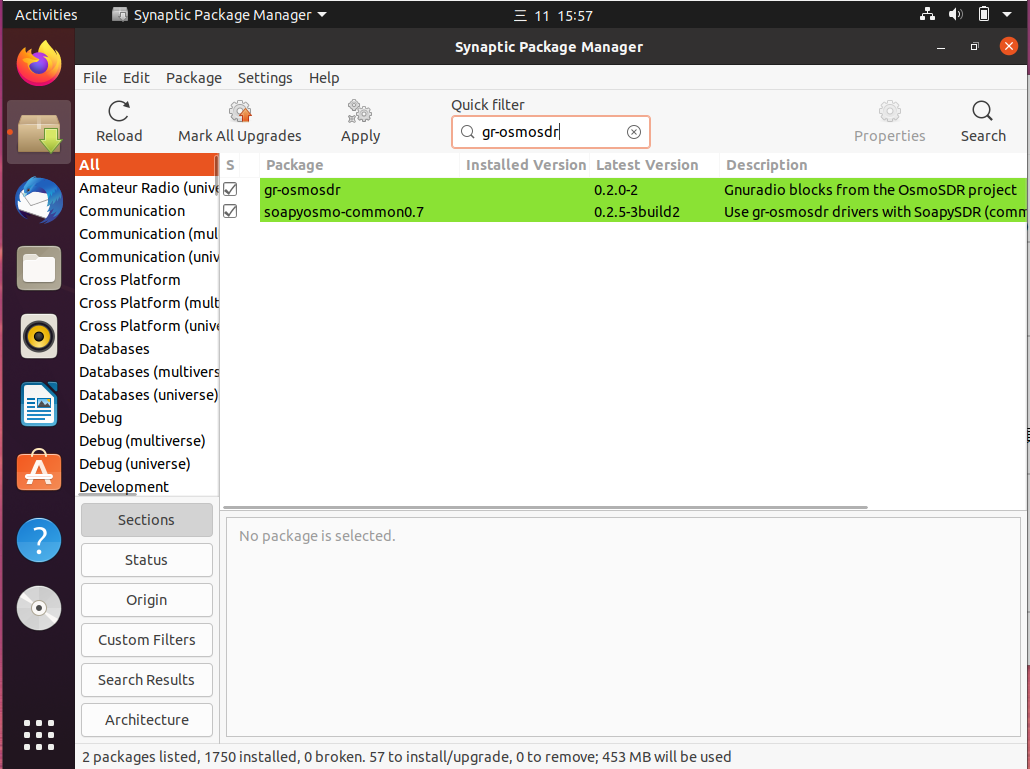 Activities Synaptic Package Manager 三 11 15:57
Synaptic Package Manager
File Edit Package Settings Help
Quick filter
gr-osmosdr
Reload Mark All Upgrades Apply Properties Search
All
Amateur Radio (unive
Communication
Communication (mul
Communication (univ
Cross Platform
Cross Platform (mult
Cross Platform (unive
Databases
Databases (multivers
Databases (universe)
Debug
Debug (multiverse)
Debug (universe)
Development
S Package Installed Version Latest Version Description
gr-osmosdr 0.2.0-2 Gnuradio blocks from the OsmoSDR project
soapyosmo-common0.7 0.2.5-3build2 Use gr-osmosdr drivers with SoapySDR (comm
Sections
Status
Origin
Custom Filters
Search Results
Architecture
No package is selected.
2 packages listed, 1750 installed, 0 broken. 57 to install/upgrade, 0 to remove; 453 MB will be used